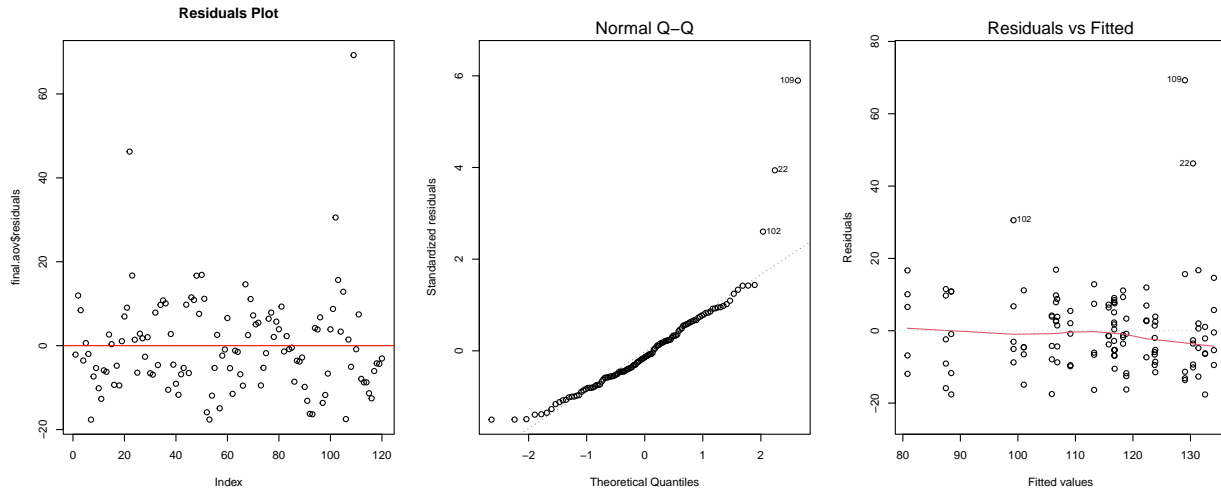 Residuals Plot
final.aov$residuals
−20 0 20 40 60
0 20 40 60 80 100 120
Index
Normal Q−Q
Standardized residuals
0 2 4 6
109
22
102
−2 −1 0 1 2
Theoretical Quantiles
Residuals vs Fitted
Residuals
−20 0 20 40 60 80
109
22
102
80 90 100 110 120 130
Fitted values